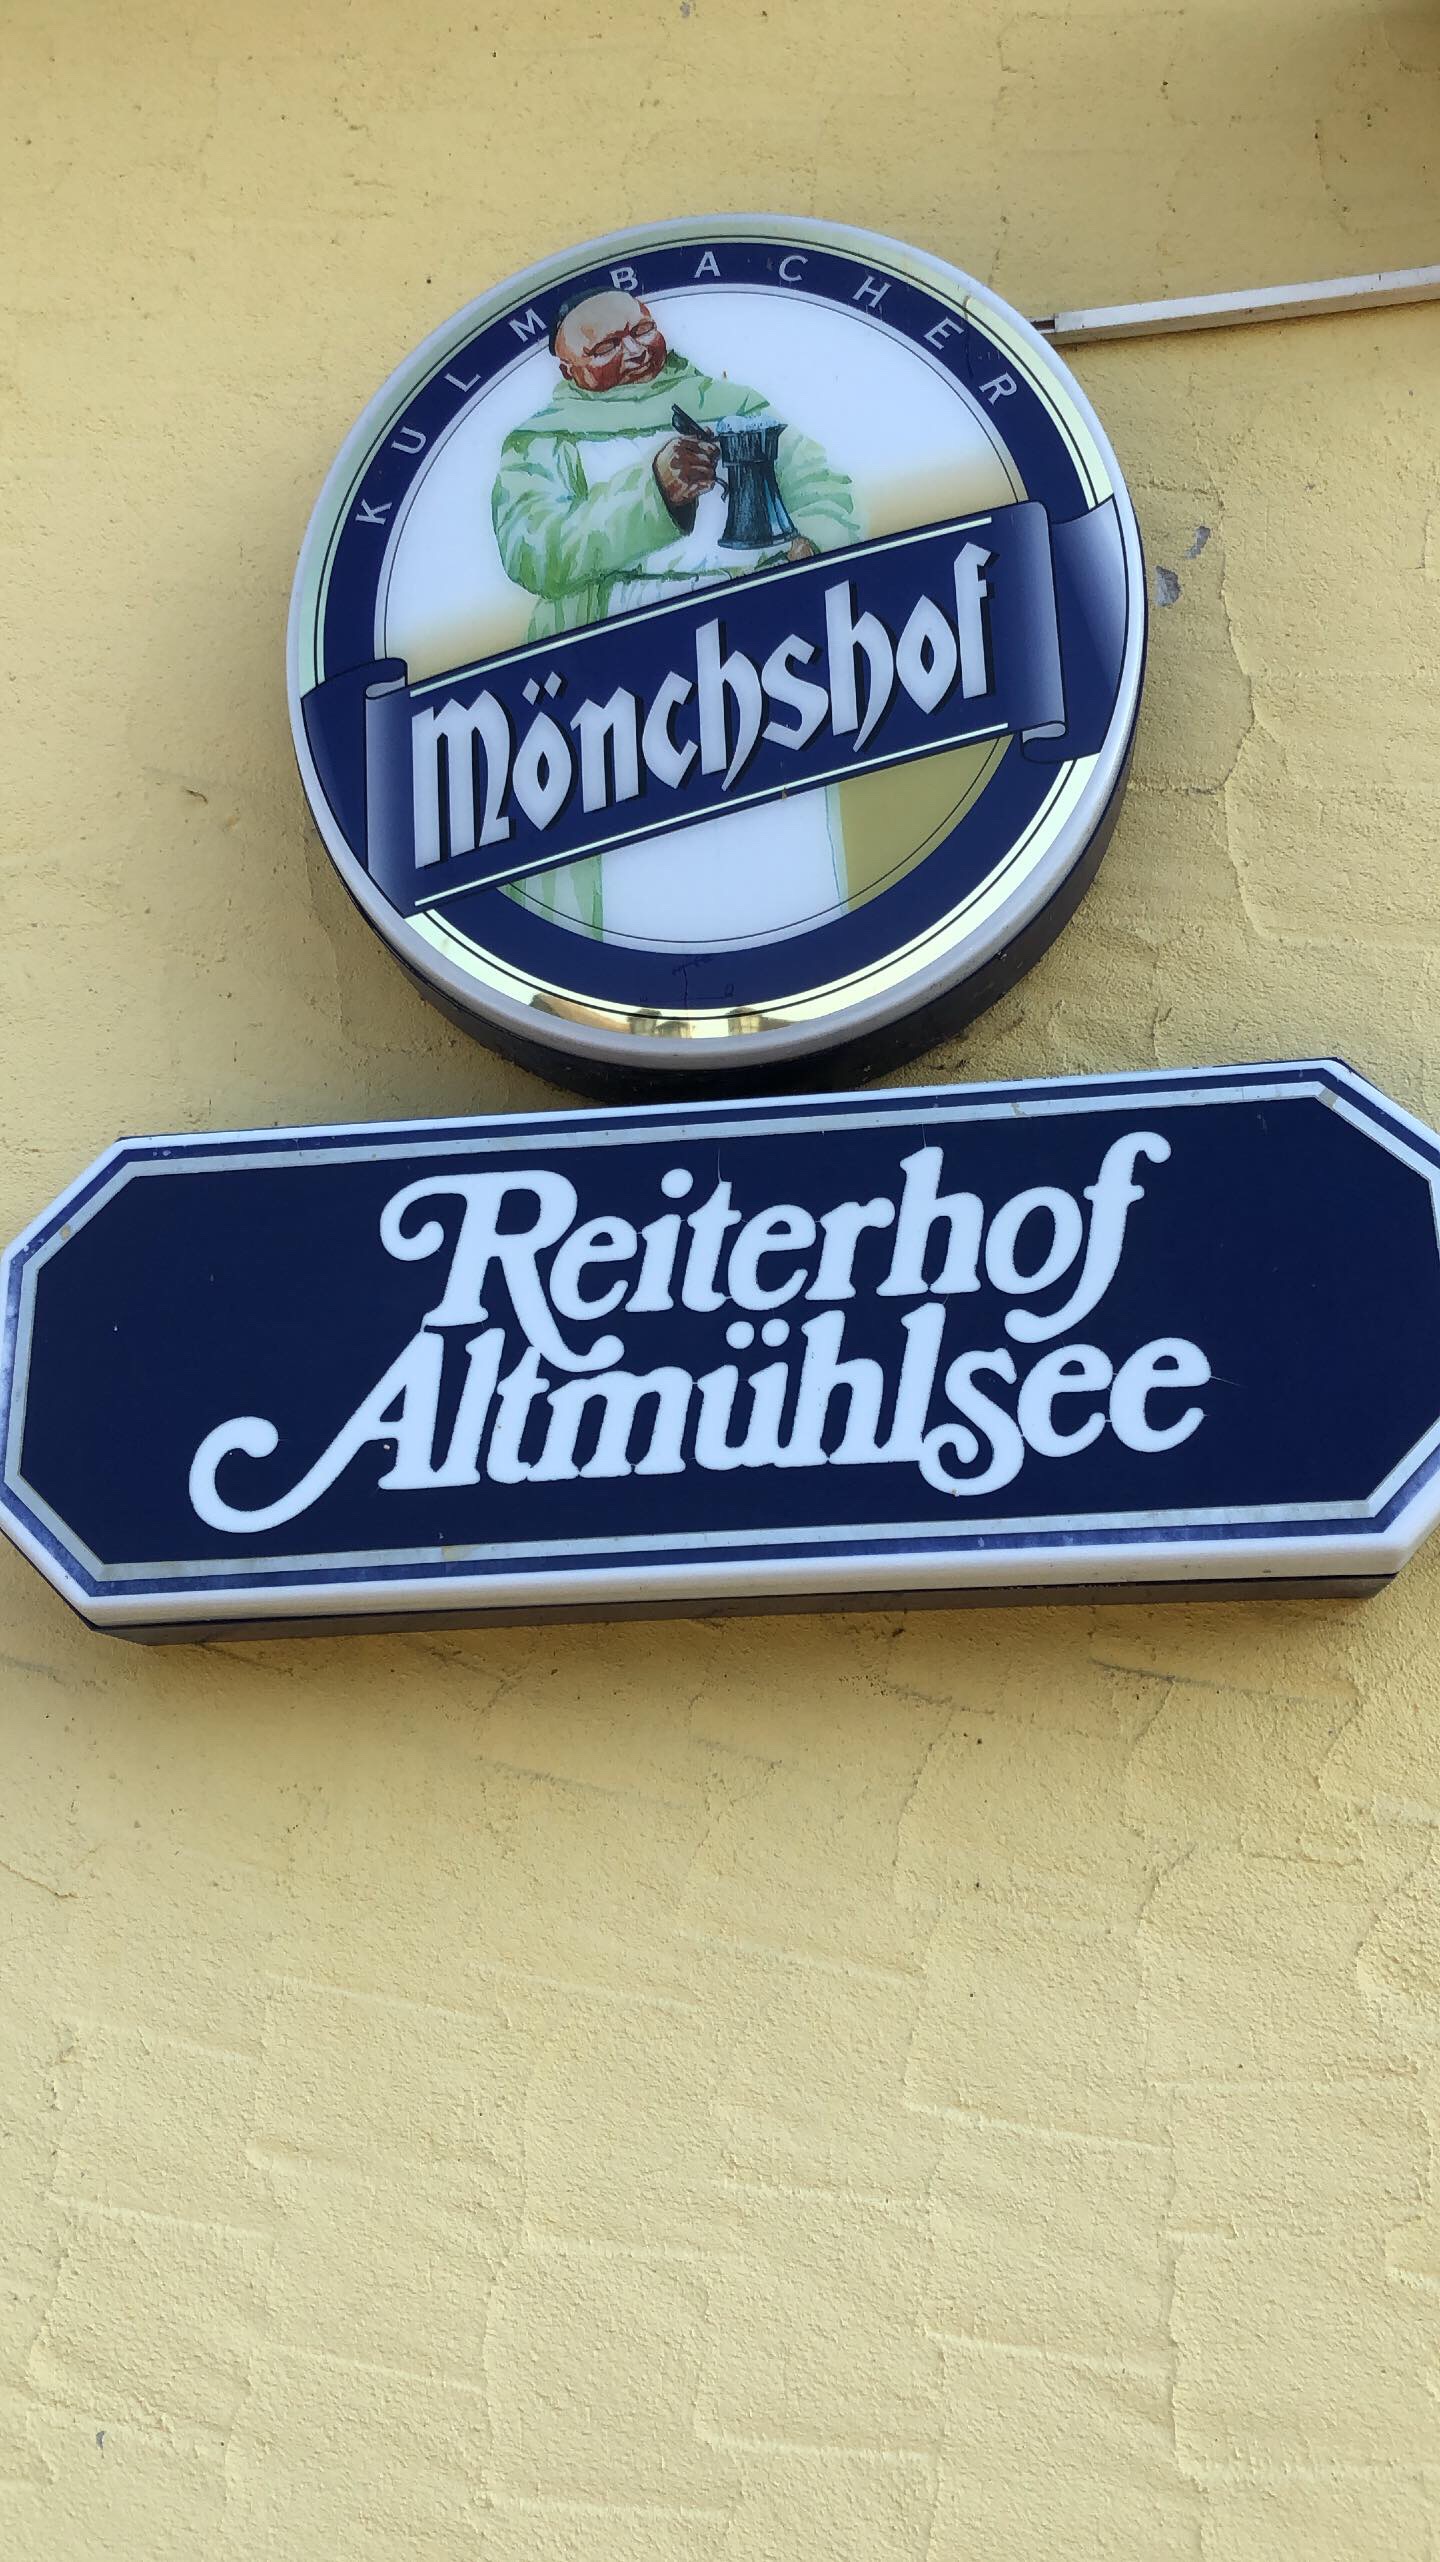 KULMBACHER
Mönchshof
Reiterhof
Altmühlsee